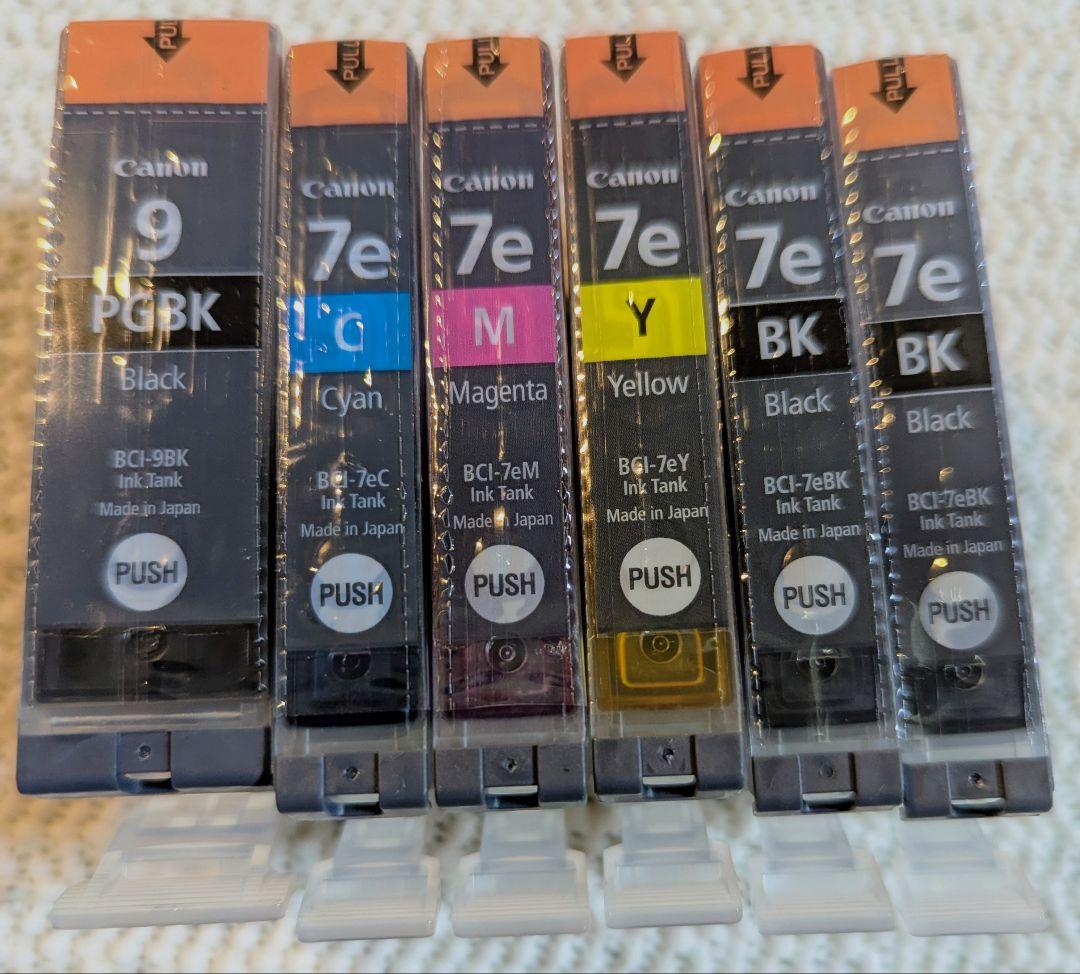 PU
Canon
9
PGBK
Black
BCI-9BK
Ink Tank
Made in Japan
PUSH
PULL
Canon
7e
C
Cyan
BCI-7eC
Ink Tank
Made in Japan
PUSH
PULL
Canon
7e
M
Magenta
BCI-7eM
Ink Tank
Made in Japan
PUSH
PUL
Canon
7e
Y
Yellow
BCI-7eY
Ink Tank
Made in Japan
PUSH
PULL
Canon
7e
BK
Black
BCI-7eBK
Ink Tank
Made in Japan
PUSH
PULL
Canon
7e
BK
Black
BCI-7eBK
Ink Tank
Made in Japan
PUSH